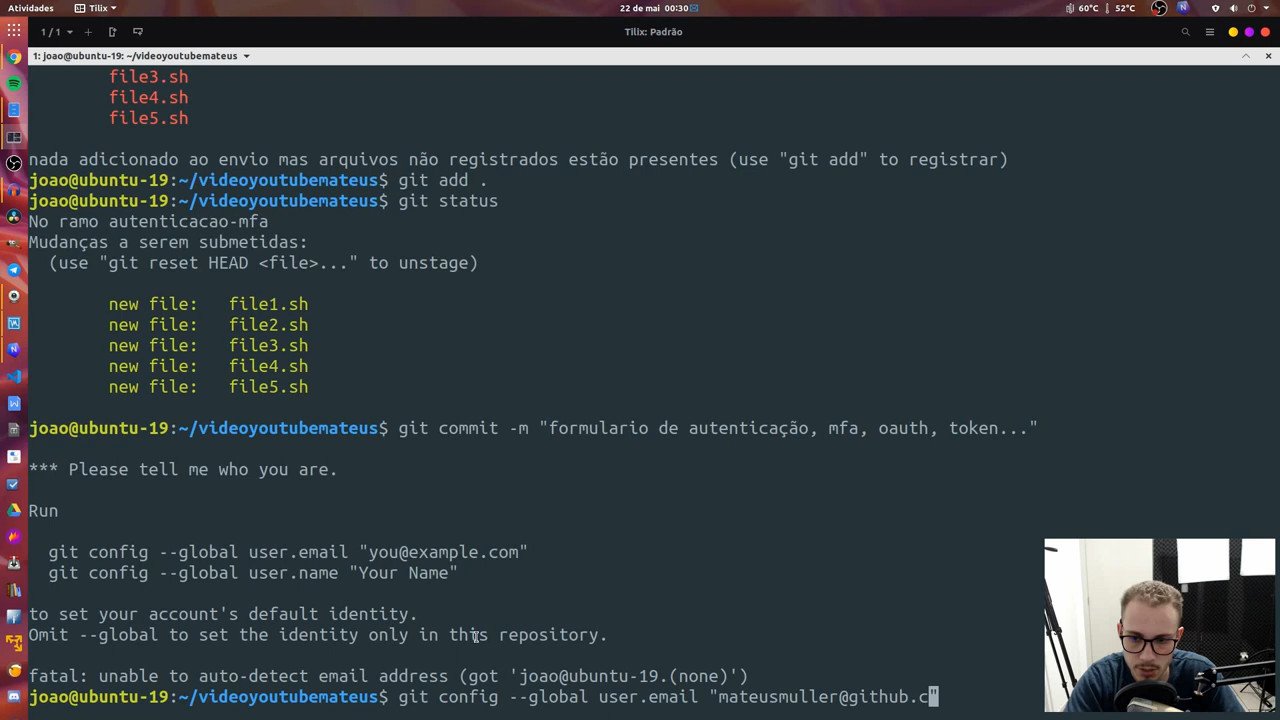 Atividades
Tilix
22 de mai 00:30
60°C
52°C
1 / 1
Tilix: Padrão
1: joao@ubuntu-19: ~/videoyoutubemateus
file3.sh
file4.sh
file5.sh
nada adicionado ao envio mas arquivos não registrados estão presentes (use "git add" to registrar)
joao@ubuntu-19:~/videoyoutubemateus$ git add .
joao@ubuntu-19:~/videoyoutubemateus$ git status
No ramo autenticacao-mfa
Mudanças a serem submetidas:
(use "git reset HEAD <file>..." to unstage)
new file:   file1.sh
new file:   file2.sh
new file:   file3.sh
new file:   file4.sh
new file:   file5.sh
joao@ubuntu-19:~/videoyoutubemateus$ git commit -m "formulario de autenticação, mfa, oauth, token..."
*** Please tell me who you are.
Run
git config --global user.email "you@example.com"
git config --global user.name "Your Name"
to set your account's default identity.
Omit --global to set the identity only in this repository.
fatal: unable to auto-detect email address (got 'joao@ubuntu-19.(none)')
joao@ubuntu-19:~/videoyoutubemateus$ git config --global user.email "mateusmuller@github.c"